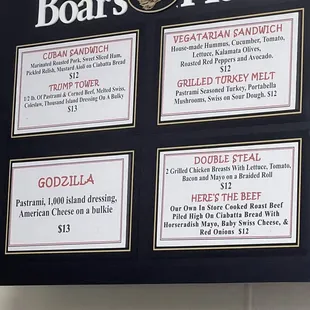 Boars
CUBAN SANDWICH
Marinated Roasted Pork, Sweet Sliced Ham,
Pickled Relish, Mustard Aioli on Ciabatta Bread
$12
TRUMP TOWER
1/2 lb. Of Pastrami & Corned Beef, Melted Swiss,
Coleslaw, Thousand Island Dressing On A Bulky
$13
VEGATARIAN SANDWICH
House-made Hummus, Cucumber, Tomato,
Lettuce, Kalamata Olives,
Roasted Red Peppers and Avocado.
$12
GRILLED TURKEY MELT
Pastrami Seasoned Turkey, Portabella
Mushrooms, Swiss on Sour Dough. $12
GODZILLA
Pastrami, 1,000 island dressing,
American Cheese on a bulkie
$13
DOUBLE STEAL
2 Grilled Chicken Breasts With Lettuce, Tomato,
Bacon and Mayo on a Braided Roll
$12
HERE'S THE BEEF
Our Own In Store Cooked Roast Beef
Piled High On Ciabatta Bread With
Horseradish Mayo, Baby Swiss Cheese, &
Red Onions $12